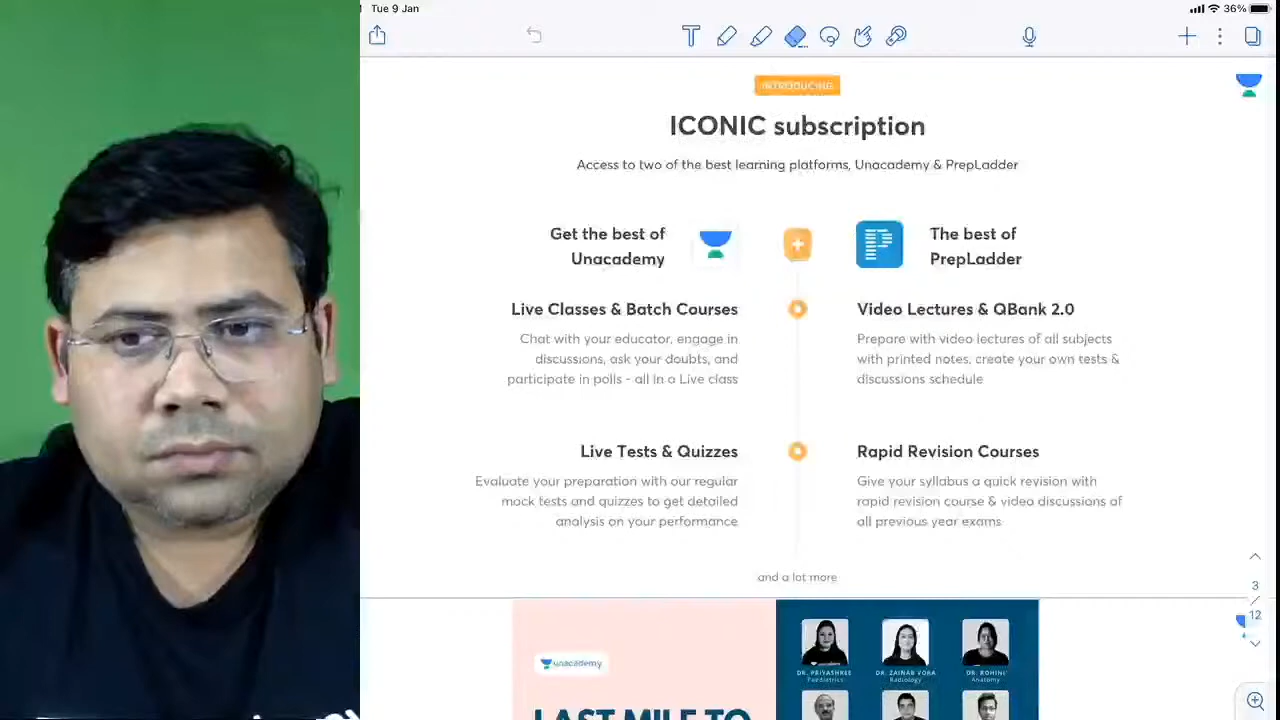 Tue 9 Jan
36%
INTRODUCING
ICONIC subscription
Access to two of the best learning platforms, Unacademy & PrepLadder
Get the best of
Unacademy
The best of
PrepLadder
Live Classes & Batch Courses
Chat with your educator, engage in
discussions, ask your doubts, and
participate in polls - all in a Live class
Video Lectures & QBank 2.0
Prepare with video lectures of all subjects
with printed notes, create your own tests &
discussions schedule
Live Tests & Quizzes
Evaluate your preparation with our regular
mock tests and quizzes to get detailed
analysis on your performance
Rapid Revision Courses
Give your syllabus a quick revision with
rapid revision course & video discussions of
all previous year exams
and a lot more
3
12
unacademy
LAST MILE TO
DR. PRIYASHREE
Paediatrics
DR. ZAINAB VORA
Radiology
DR. ROHINI
Anatomy